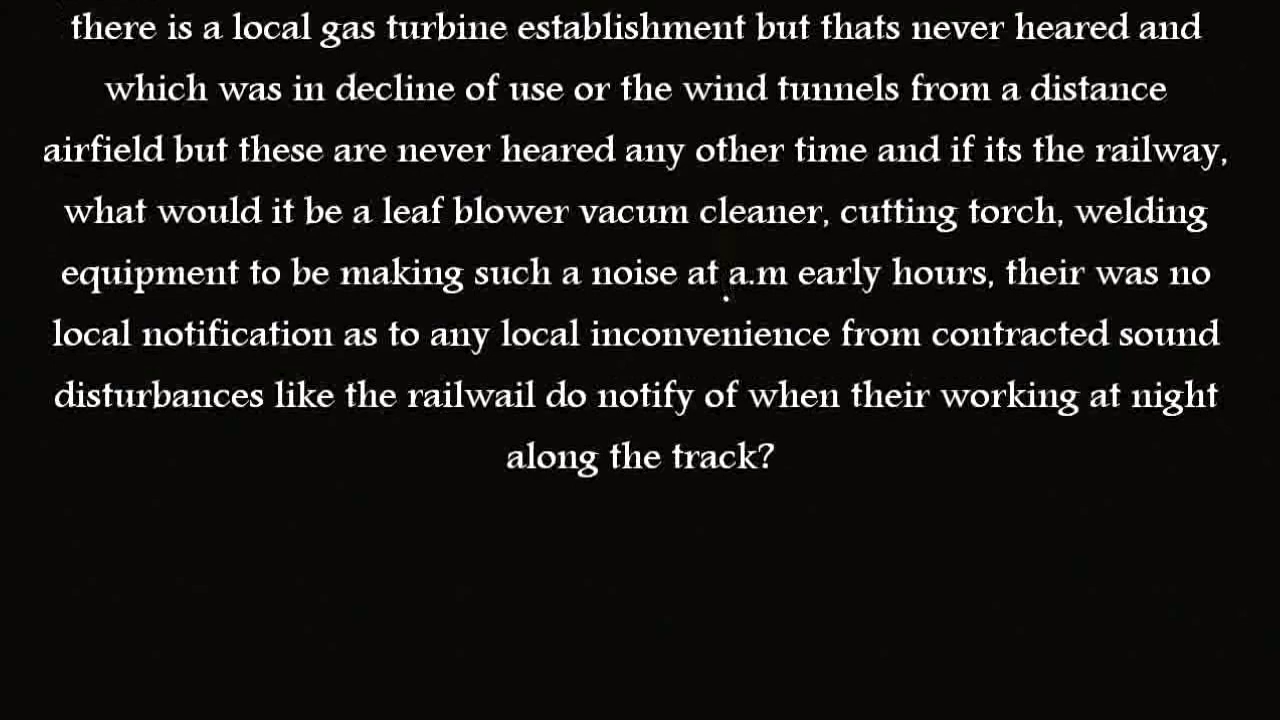 there is a local gas turbine establishment but thats never heared and
which was in decline of use or the wind tunnels from a distance
airfield but these are never heared any other time and if its the railway,
what would it be a leaf blower vacum cleaner, cutting torch, welding
equipment to be making such a noise at a.m early hours, their was no
local notification as to any local inconvenience from contracted sound
disturbances like the railwail do notify of when their working at night
along the track?